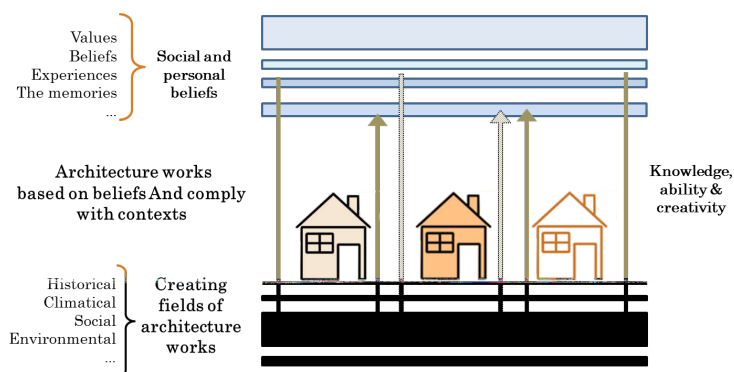 Values
Beliefs
Experiences
The memories
...
Social and
personal
beliefs
Architecture works
based on beliefs And comply
with contexts
Knowledge,
ability &
creativity
Historical
Climatical
Social
Environmental
...
Creating
fields of
architecture
works